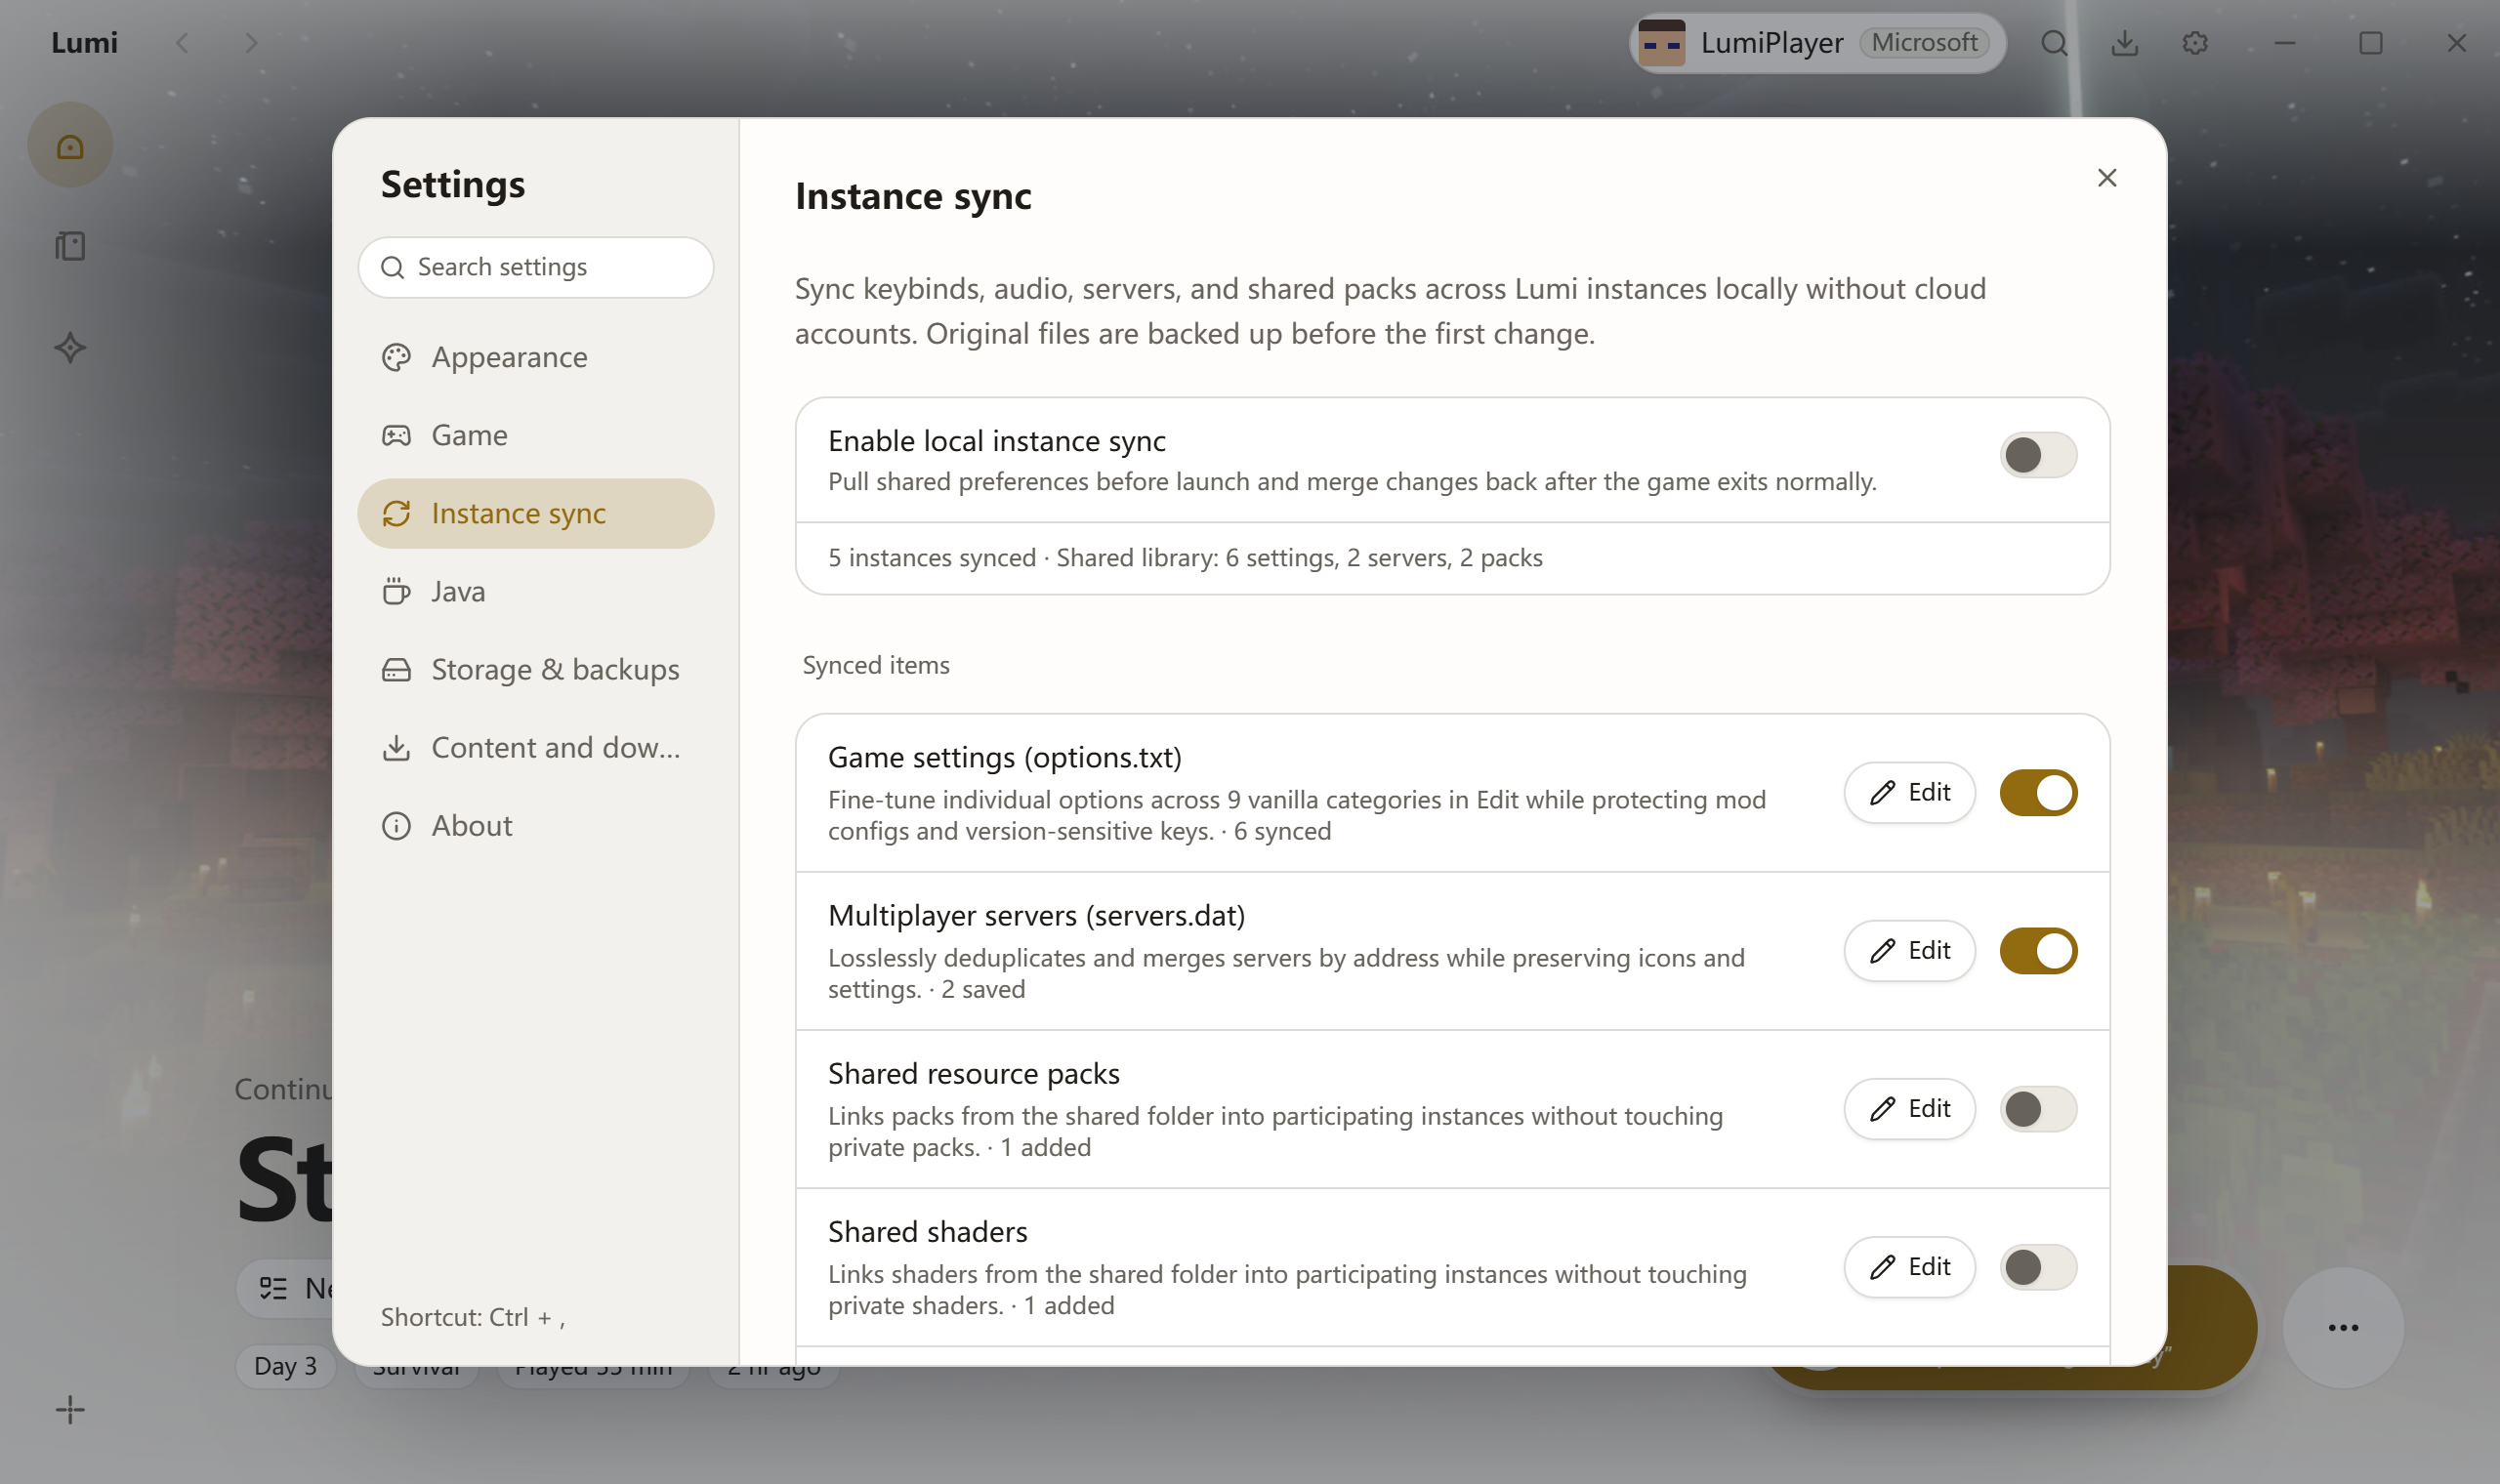 Lumi
LumiPlayer
Microsoft
Settings
Search settings
Appearance
Game
Instance sync
Java
Storage & backups
Content and dow...
About
Shortcut: Ctrl + ,
Instance sync
Sync keybinds, audio, servers, and shared packs across Lumi instances locally without cloud
accounts. Original files are backed up before the first change.
Enable local instance sync
Pull shared preferences before launch and merge changes back after the game exits normally.
5 instances synced · Shared library: 6 settings, 2 servers, 2 packs
Synced items
Game settings (options.txt)
Fine-tune individual options across 9 vanilla categories in Edit while protecting mod
configs and version-sensitive keys. · 6 synced
Edit
Multiplayer servers (servers.dat)
Losslessly deduplicates and merges servers by address while preserving icons and
settings. · 2 saved
Edit
Shared resource packs
Links packs from the shared folder into participating instances without touching
private packs. · 1 added
Edit
Shared shaders
Links shaders from the shared folder into participating instances without touching
private shaders. · 1 added
Edit
Day 3
Survival
Played 55 min
2 hr ago